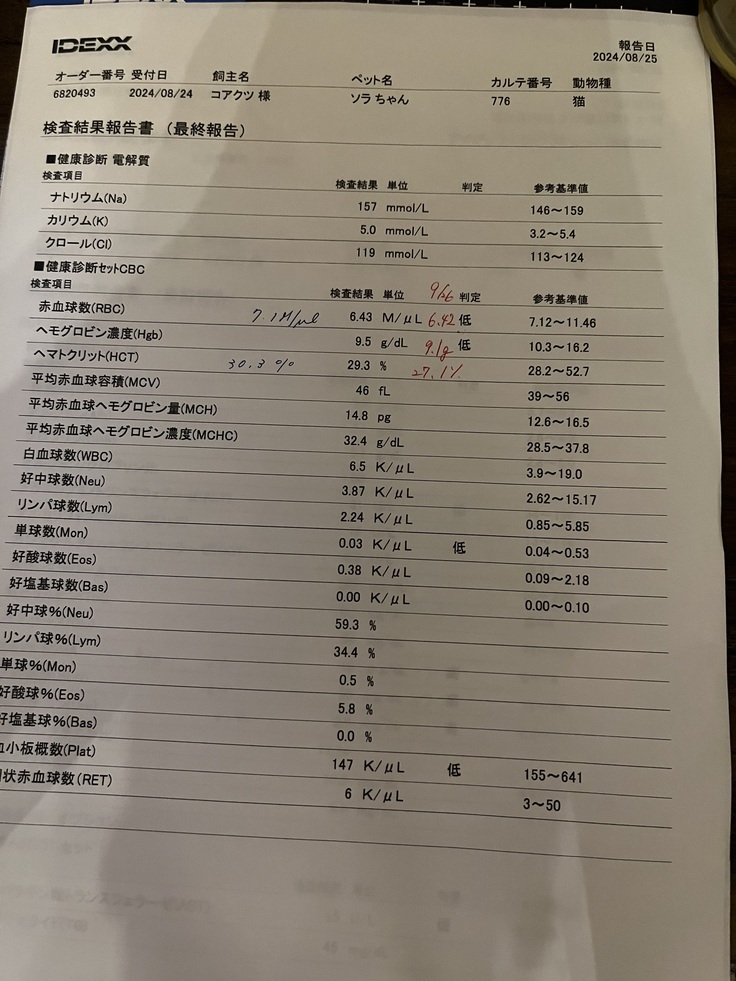 IDEXX
報告日
2024/08/25
オーダー番号 受付日 飼主名 ペット名 カルテ番号 動物種
6820493 2024/08/24 コアクツ 様 ソラ ちゃん 776 猫
検査結果報告書 （最終報告）
■健康診断 電解質
検査項目 検査結果 単位 判定 参考基準値
ナトリウム(Na) 157 mmol/L 146～159
カリウム(K) 5.0 mmol/L 3.2～5.4
クロール(Cl) 119 mmol/L 113～124
■健康診断セットCBC
検査項目 検査結果 単位 9/26 判定 参考基準値
赤血球数(RBC) 7.1M/μl 6.43 M/μL 6.42 低 7.12～11.46
ヘモグロビン濃度(Hgb) 9.5 g/dL 9.1g 低 10.3～16.2
ヘマトクリット(HCT) 30.3% 29.3 % 27.1% 28.2～52.7
平均赤血球容積(MCV) 46 fL 39～56
平均赤血球ヘモグロビン量(MCH) 14.8 pg 12.6～16.5
平均赤血球ヘモグロビン濃度(MCHC) 32.4 g/dL 28.5～37.8
白血球数(WBC) 6.5 K/μL 3.9～19.0
好中球数(Neu) 3.87 K/μL 2.62～15.17
リンパ球数(Lym) 2.24 K/μL 0.85～5.85
単球数(Mon) 0.03 K/μL 低 0.04～0.53
好酸球数(Eos) 0.38 K/μL 0.09～2.18
好塩基球数(Bas) 0.00 K/μL 0.00～0.10
好中球%(Neu) 59.3 %
リンパ球%(Lym) 34.4 %
単球%(Mon) 0.5 %
好酸球%(Eos) 5.8 %
好塩基球%(Bas) 0.0 %
小板概数(Plat) 147 K/μL 低 155～641
状赤血球数(RET) 6 K/μL 3～50